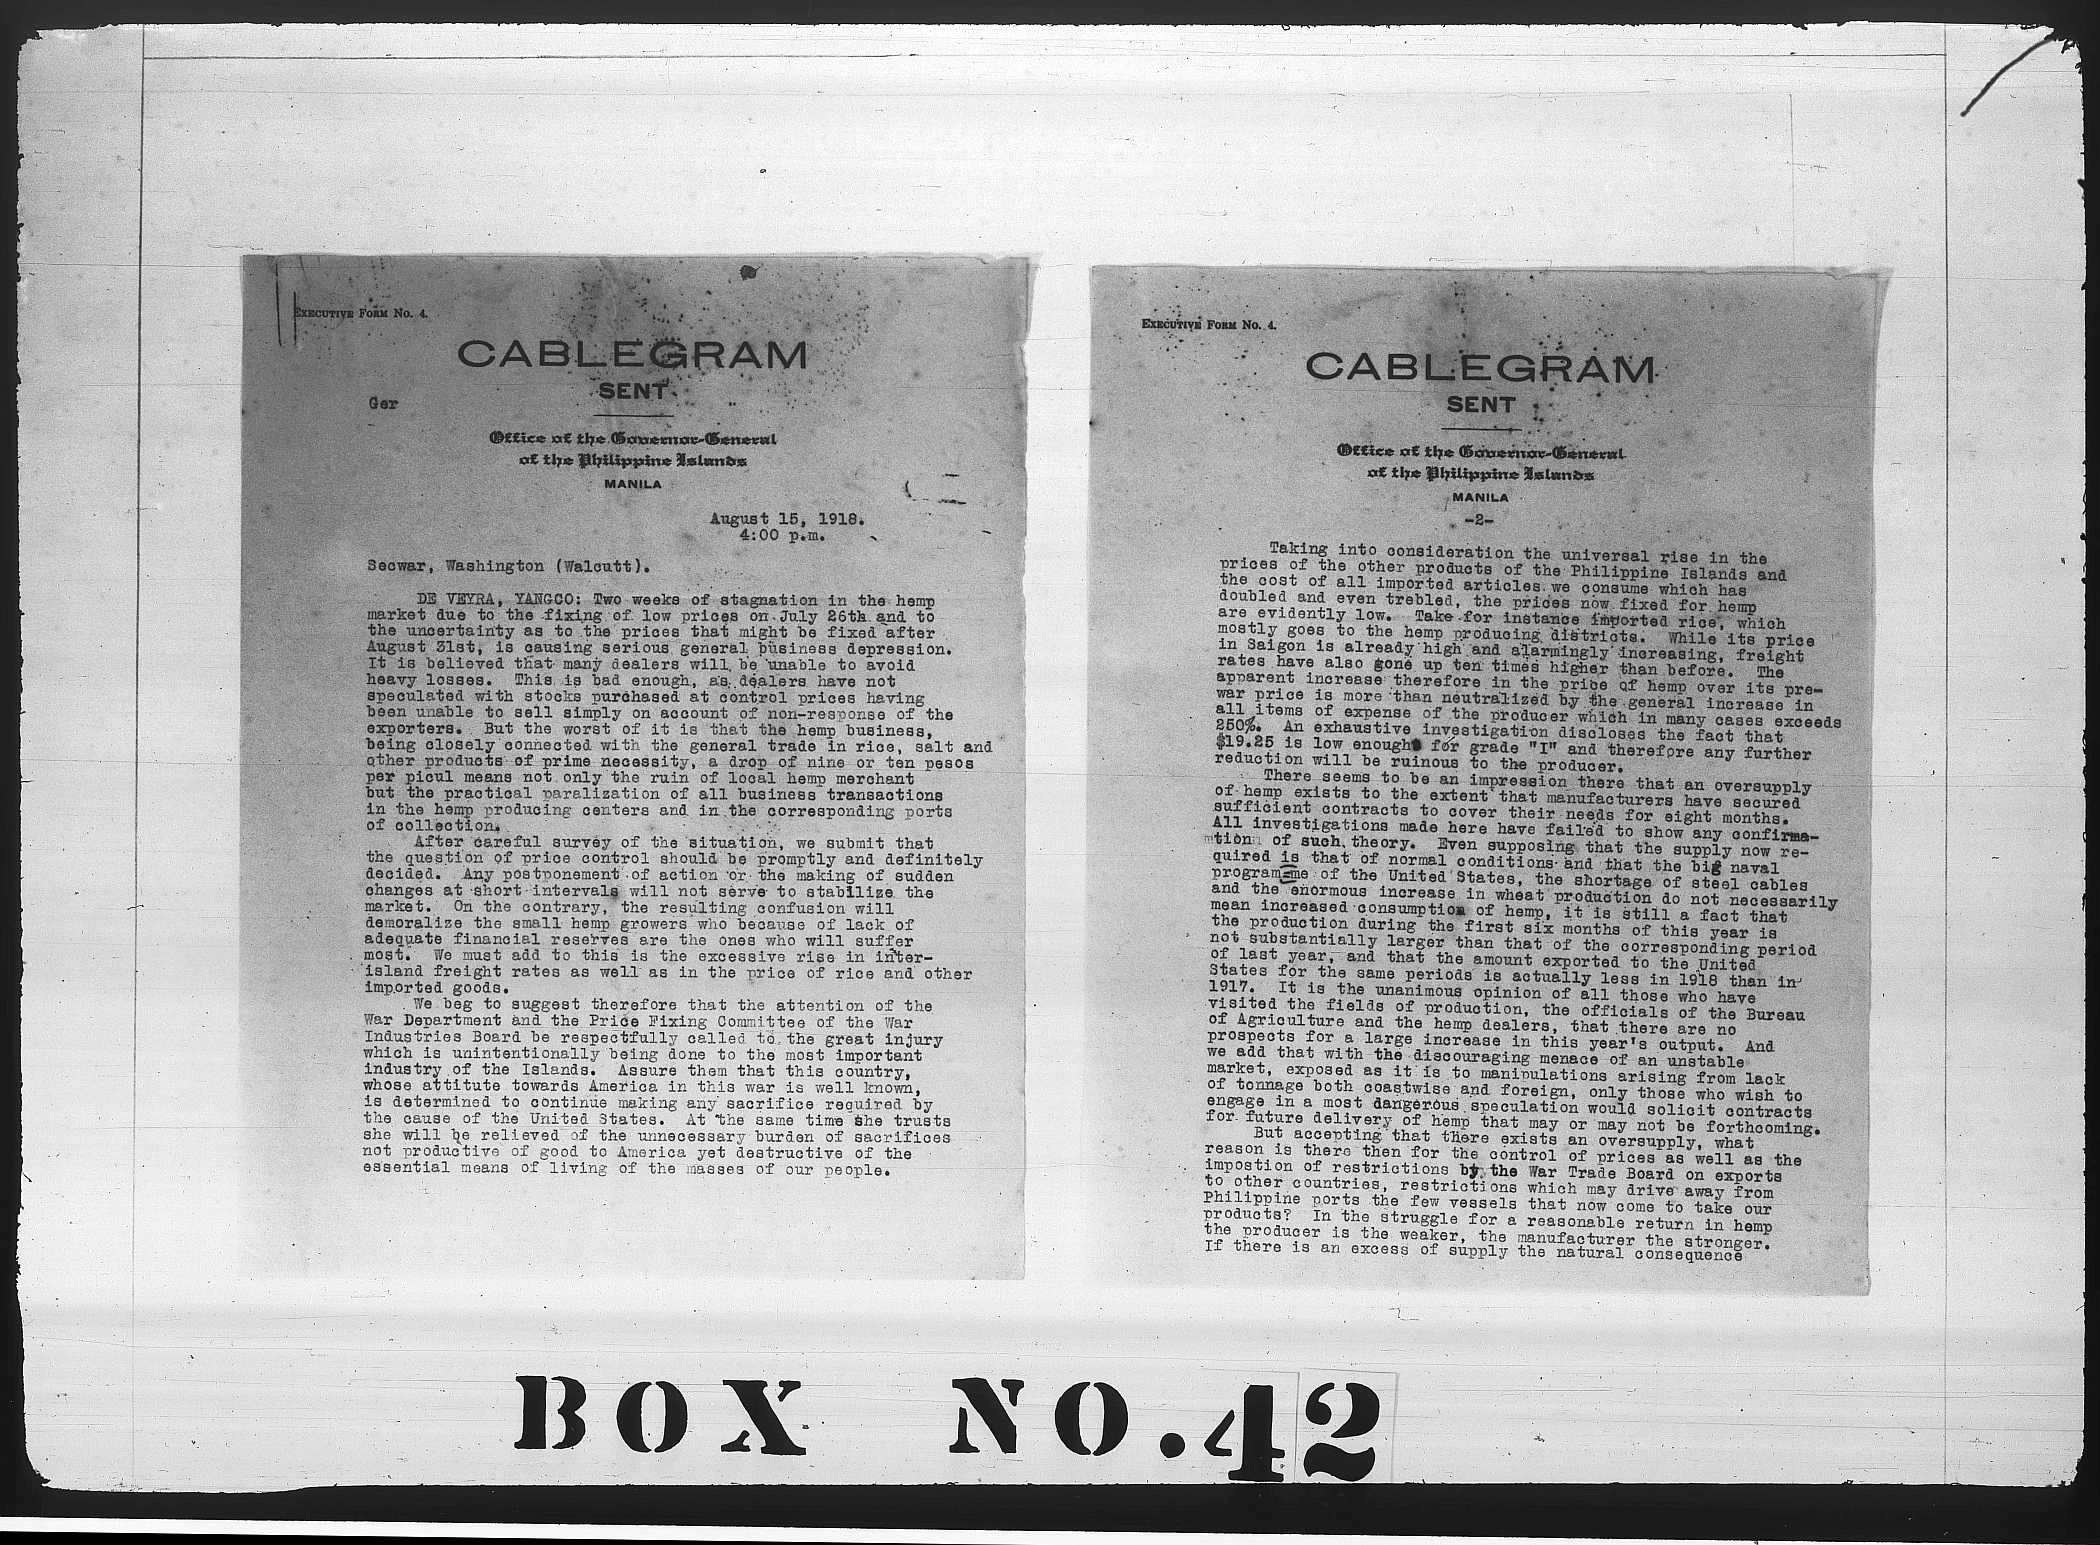 EXECUTIVE FORM NO. 4.
CABLEGRAM
SENT
Ger
Office of the Governor-General
of the Philippine Islands
MANILA
August 15, 1918.
4:00 p.m.
Secwar, Washington (Walcutt).
DE VEYRA, YANGCO: Two weeks of stagnation in the hemp
market due to the fixing of low prices on July 26th and to
the uncertainty as to the prices that might be fixed after
August 31st, is causing serious general business depression.
It is believed that many dealers will be unable to avoid
heavy losses. This is bad enough, as dealers have not
speculated with stocks purchased at control prices having
been unable to sell simply on account of non-response of the
exporters. But the worst of it is that the hemp business,
being closely connected with the general trade in rice, salt and
other products of prime necessity, a drop of nine or ten pesos
per picul means not only the ruin of local hemp merchant
but the practical paralization of all business transactions
in the hemp producing centers and in the corresponding ports
of collection.
After careful survey of the situation, we submit that
the question of price control should be promptly and definitely
decided. Any postponement of action or the making of sudden
changes at short intervals will not serve to stabilize the
market. On the contrary, the resulting confusion will
demoralize the small hemp growers who because of lack of
adequate financial reserves are the ones who will suffer
most. We must add to this is the excessive rise in inter-
island freight rates as well as in the price of rice and other
imported goods.
We beg to suggest therefore that the attention of the
War Department and the Price Fixing Committee of the War
Industries Board be respectfully called to the great injury
which is unintentionally being done to the most important
industry of the Islands. Assure them that this country,
whose attitute towards America in this war is well known,
is determined to continue making any sacrifice required by
the cause of the United States. At the same time she trusts
she will be relieved of the unnecessary burden of sacrifices
not productive of good to America yet destructive of the
essential means of living of the masses of our people.
EXECUTIVE FORM NO. 4.
CABLEGRAM
SENT
Office of the Governor-General
of the Philippine Islands
MANILA
-2-
Taking into consideration the universal rise in the
prices of the other products of the Philippine Islands and
the cost of all imported articles we consume which has
doubled and even trebled, the prices now fixed for hemp
are evidently low. Take for instance imported rice, which
mostly goes to the hemp producing districts. While its price
in Saigon is already high and alarmingly increasing, freight
rates have also gone up ten times higher than before. The
apparent increase therefore in the price of hemp over its pre-
war price is more than neutralized by the general increase in
all items of expense of the producer which in many cases exceeds
250%. An exhaustive investigation discloses the fact that
$19.25 is low enough for grade "I" and therefore any further
reduction will be ruinous to the producer.
There seems to be an impression there that an oversupply
of hemp exists to the extent that manufacturers have secured
sufficient contracts to cover their needs for eight months.
All investigations made here have failed to show any confirma-
tion of such theory. Even supposing that the supply now re-
quired is that of normal conditions and that the big naval
programme of the United States, the shortage of steel cables
and the enormous increase in wheat production do not necessarily
mean increased consumption of hemp, it is still a fact that
the production during the first six months of this year is
not substantially larger than that of the corresponding period
of last year, and that the amount exported to the United
States for the same periods is actually less in 1918 than in
1917. It is the unanimous opinion of all those who have
visited the fields of production, the officials of the Bureau
of Agriculture and the hemp dealers, that there are no
prospects for a large increase in this year's output. And
we add that with the discouraging menace of an unstable
market, exposed as it is to manipulations arising from lack
of tonnage both coastwise and foreign, only those who wish to
engage in a most dangerous speculation would solicit contracts
for future delivery of hemp that may or may not be forthcoming.
But accepting that there exists an oversupply, what
reason is there then for the control of prices as well as the
impostion of restrictions by the War Trade Board on exports
to other countries, restrictions which may drive away from
Philippine ports the few vessels that now come to take our
products? In the struggle for a reasonable return in hemp
the producer is the weaker, the manufacturer the stronger.
If there is an excess of supply the natural consequence
BOX NO. 42